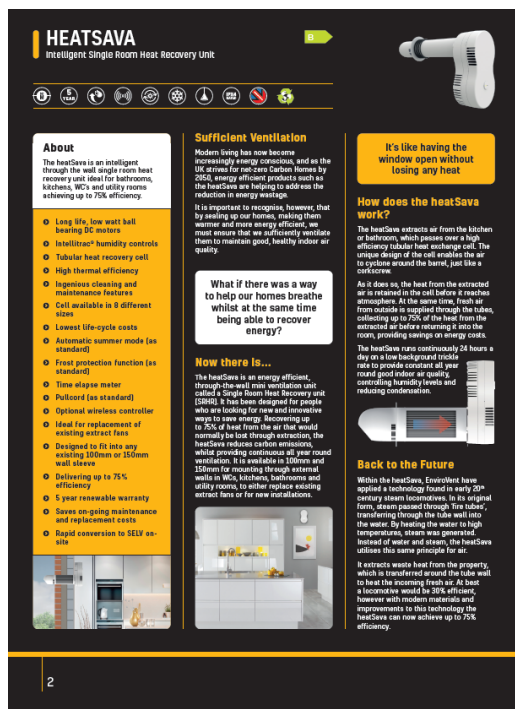 HEATSAVA
Intelligent Single Room Heat Recovery Unit
B
5
YEAR
About
The heatSava is an intelligent
through the wall single room heat
recovery unit ideal for bathrooms,
kitchens, WC's and utility rooms
achieving up to 75% efficiency.
Long life, low watt ball
bearing DC motors
Intellitrac® humidity controls
Tubular heat recovery cell
High thermal efficiency
Ingenious cleaning and
maintenance features
Cell available in 8 different
sizes
Lowest life-cycle costs
Automatic summer mode (as
standard)
Frost protection function (as
standard)
Time elapse meter
Pullcord (as standard)
Optional wireless controller
Ideal for replacement of
existing extract fans
Designed to fit into any
existing 100mm or 150mm
wall sleeve
Delivering up to 75%
efficiency
5 year renewable warranty
Saves on-going maintenance
and replacement costs
Rapid conversion to SELV on-
site
Sufficient Ventilation
Modern living has now become
increasingly energy conscious, and as the
UK strives for net-zero Carbon Homes by
2050, energy efficient products such as
the heatSava are helping to address the
reduction in energy wastage.
It is important to recognise, however, that
by sealing up our homes, making them
warmer and more energy efficient, we
must ensure that we sufficiently ventilate
them to maintain good, healthy indoor air
quality.
What if there was a way
to help our homes breathe
whilst at the same time
being able to recover
energy?
Now there is...
The heatSava is an energy efficient,
through-the-wall mini ventilation unit
called a Single Room Heat Recovery unit
(SRHR). It has been designed for people
who are looking for new and innovative
ways to save energy. Recovering up
to 75% of heat from the air that would
normally be lost through extraction, the
heatSava reduces carbon emissions,
whilst providing continuous all year round
ventilation. It is available in 100mm and
150mm for mounting through external
walls in WCs, kitchens, bathrooms and
utility rooms, to either replace existing
extract fans or for new installations.
It's like having the
window open without
losing any heat
How does the heatSava
work?
The heatSava extracts air from the kitchen
or bathroom, which passes over a high
efficiency tubular heat exchange cell. The
unique design of the cell enables the air
to cyclone around the barrel, just like a
corkscrew.
As it does so, the heat from the extracted
air is retained in the cell before it reaches
atmosphere. At the same time, fresh air
from outside is supplied through the tubes,
collecting up to 75% of the heat from the
extracted air before returning it into the
room, providing savings on energy costs.
The heatSava runs continuously 24 hours a
day on a low background trickle
rate to provide constant all year
round good indoor air quality,
controlling humidity levels and
reducing condensation.
Back to the Future
Within the heatSava, EnviroVent have
applied a technology found in early 20th
century steam locomotives. In its original
form, steam passed through 'fire tubes',
transferring through the tube wall into
the water. By heating the water to high
temperatures, steam was generated.
Instead of water and steam, the heatSava
utilises this same principle for air.
It extracts waste heat from the property,
which is transferred around the tube wall
to heat the incoming fresh air. At best
a locomotive would be 30% efficient,
however with modern materials and
improvements to this technology the
heatSava can now achieve up to 75%
efficiency.
2